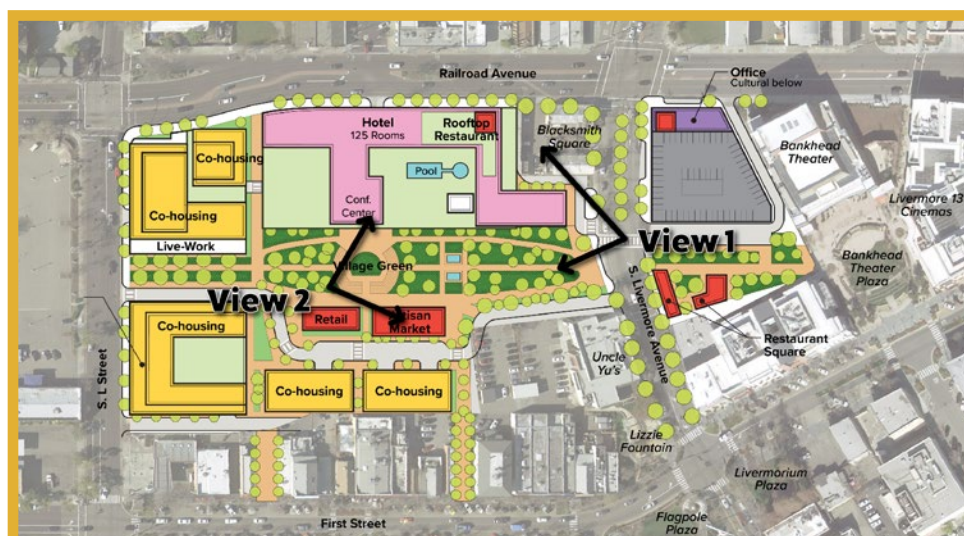 Railroad Avenue
Office
Cultural below
Hotel
125 Rooms
Rooftop
Restaurant
Blacksmith
Square
Bankhead
Theater
Co-housing
Pool
Conf.
Center
Livermore 13
Cinemas
Co-housing
Live-Work
View 1
Village Green
Bankhead
Theater
Plaza
View 2
S. Livermore Avenue
Co-housing
Retail
Market
Restaurant
Square
Uncle
Yu's
S. L Street
Co-housing
Co-housing
Lizzie
Fountain
Livermorium
Plaza
First Street
Flagpole
Plaza